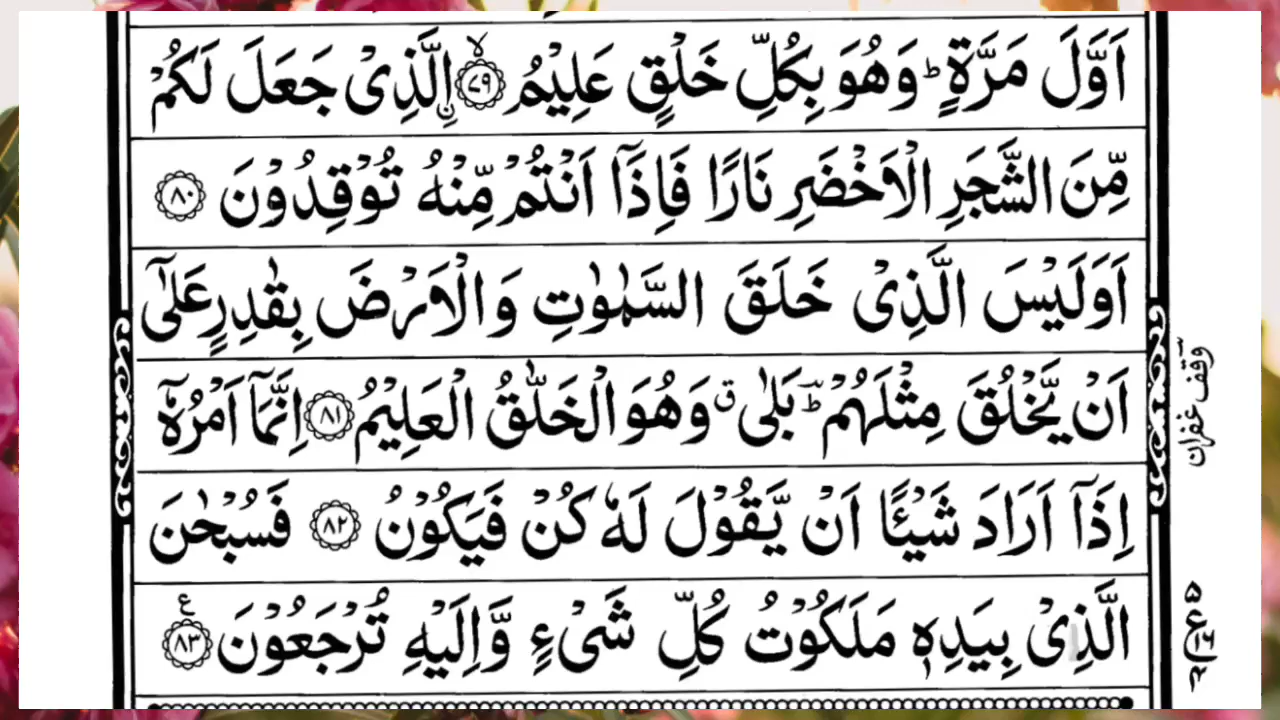 اَوَّلَ مَرَّةٍ ؕ وَهُوَ بِكُلِّ خَلْقٍ عَلِیْمُ ۙ﴿۷۹﴾ نِ۟الَّذِیْ جَعَلَ لَكُمْ
مِّنَ الشَّجَرِ الْاَخْضَرِ نَارًا فَاِذَاۤ اَنْتُمْ مِّنْهُ تُوْقِدُوْنَ ﴿۸۰﴾
اَوَلَیْسَ الَّذِیْ خَلَقَ السَّمٰوٰتِ وَالْاَرْضَ بِقٰدِرٍ عَلٰۤی
اَنْ یَّخْلُقَ مِثْلَهُمْ ؔؕ بَلٰی ۗ وَهُوَ الْخَلّٰقُ الْعَلِیْمُ ﴿۸۱﴾ اِنَّمَاۤ اَمْرُهٗۤ
اِذَاۤ اَرَادَ شَیْـًٔا اَنْ یَّقُوْلَ لَهٗ كُنْ فَیَكُوْنُ ﴿۸۲﴾ فَسُبْحٰنَ
الَّذِیْ بِیَدِهٖ مَلَكُوْتُ كُلِّ شَیْءٍ وَّاِلَیْهِ تُرْجَعُوْنَ ﴿۸۳﴾ ع
وقف غفران